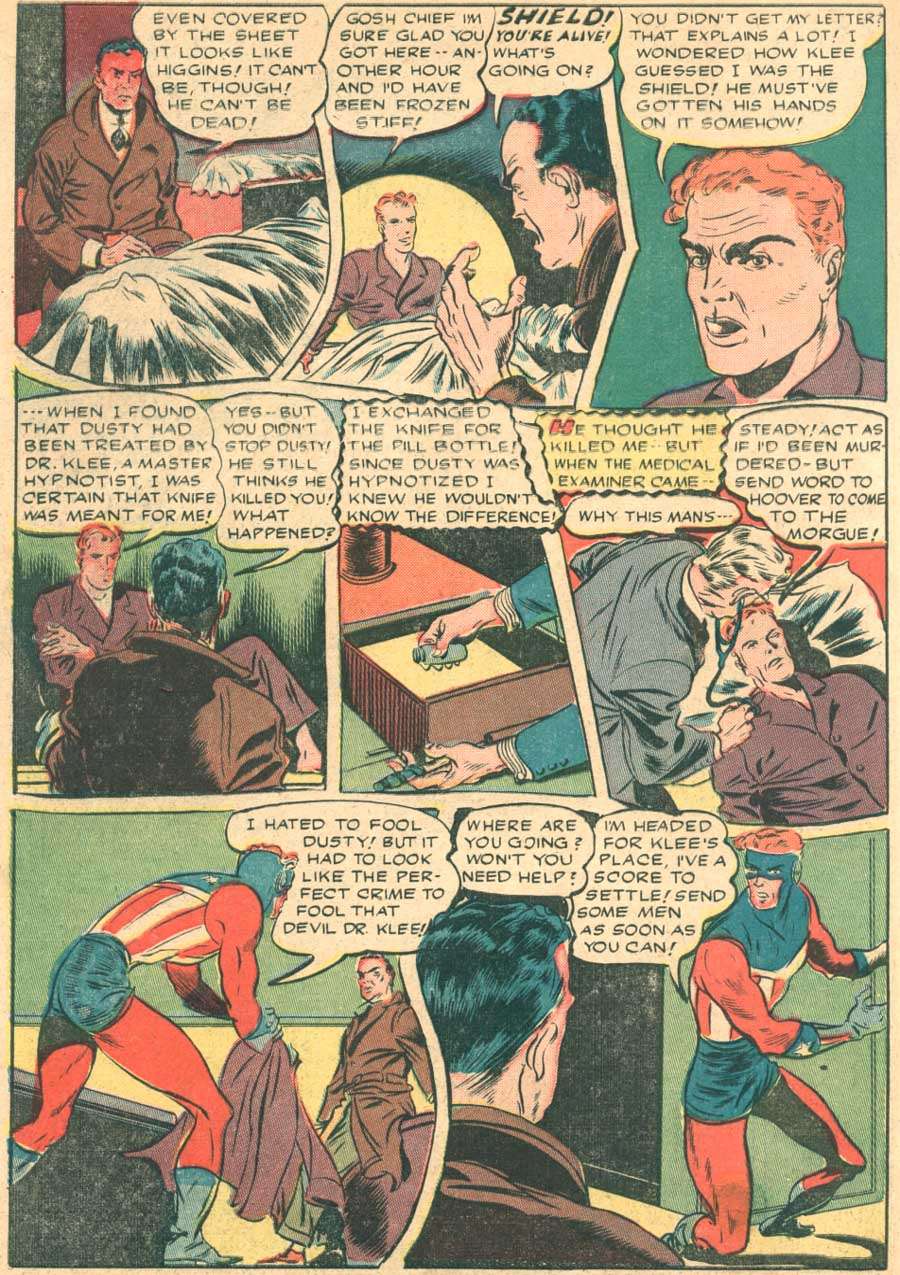 EVEN COVERED
BY THE SHEET
IT LOOKS LIKE
HIGGINS! IT CAN'T
BE, THOUGH!
HE CAN'T BE
DEAD!
GOSH CHIEF I'M
SURE GLAD YOU
GOT HERE -- AN-
OTHER HOUR
AND I'D HAVE
BEEN FROZEN
STIFF!
SHIELD!
YOU'RE ALIVE!
WHAT'S
GOING ON?
YOU DIDN'T GET MY LETTER?
THAT EXPLAINS A LOT! I
WONDERED HOW KLEE
GUESSED I WAS THE
SHIELD! HE MUST'VE
GOTTEN HIS HANDS
ON IT SOMEHOW!
---WHEN I FOUND
THAT DUSTY HAD
BEEN TREATED BY
DR. KLEE, A MASTER
HYPNOTIST, I WAS
CERTAIN THAT KNIFE
WAS MEANT FOR ME!
YES--BUT
YOU DIDN'T
STOP DUSTY!
HE STILL
THINKS HE
KILLED YOU!
WHAT
HAPPENED?
I EXCHANGED
THE KNIFE FOR
THE PILL BOTTLE!
SINCE DUSTY WAS
HYPNOTIZED I
KNEW HE WOULDN'T
KNOW THE DIFFERENCE!
HE THOUGHT HE
KILLED ME--BUT
WHEN THE MEDICAL
EXAMINER CAME--
WHY THIS MAN'S---
STEADY! ACT AS
IF I'D BEEN MUR-
DERED--BUT
SEND WORD TO
HOOVER TO COME
TO THE
MORGUE!
I HATED TO FOOL
DUSTY! BUT IT
HAD TO LOOK
LIKE THE PER-
FECT CRIME TO
FOOL THAT
DEVIL DR. KLEE!
WHERE ARE
YOU GOING?
WON'T YOU
NEED HELP?
I'M HEADED
FOR KLEE'S
PLACE, I'VE A
SCORE TO
SETTLE! SEND
SOME MEN
AS SOON AS
YOU CAN!